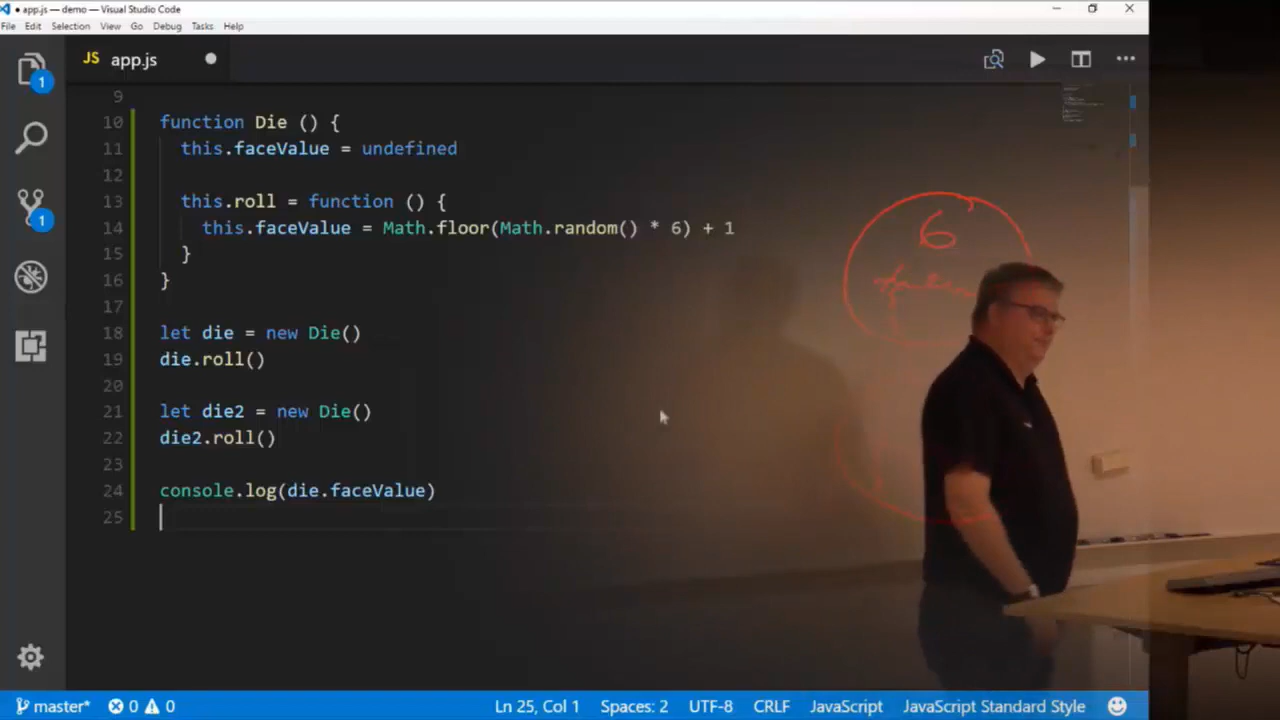 app.js — demo — Visual Studio Code
File Edit Selection View Go Debug Tasks Help
JS app.js
1
1
9
10 function Die () {
11 this.faceValue = undefined
12
13 this.roll = function () {
14 this.faceValue = Math.floor(Math.random() * 6) + 1
15 }
16 }
17
18 let die = new Die()
19 die.roll()
20
21 let die2 = new Die()
22 die2.roll()
23
24 console.log(die.faceValue)
25
6
master* 0 0 Ln 25, Col 1 Spaces: 2 UTF-8 CRLF JavaScript JavaScript Standard Style